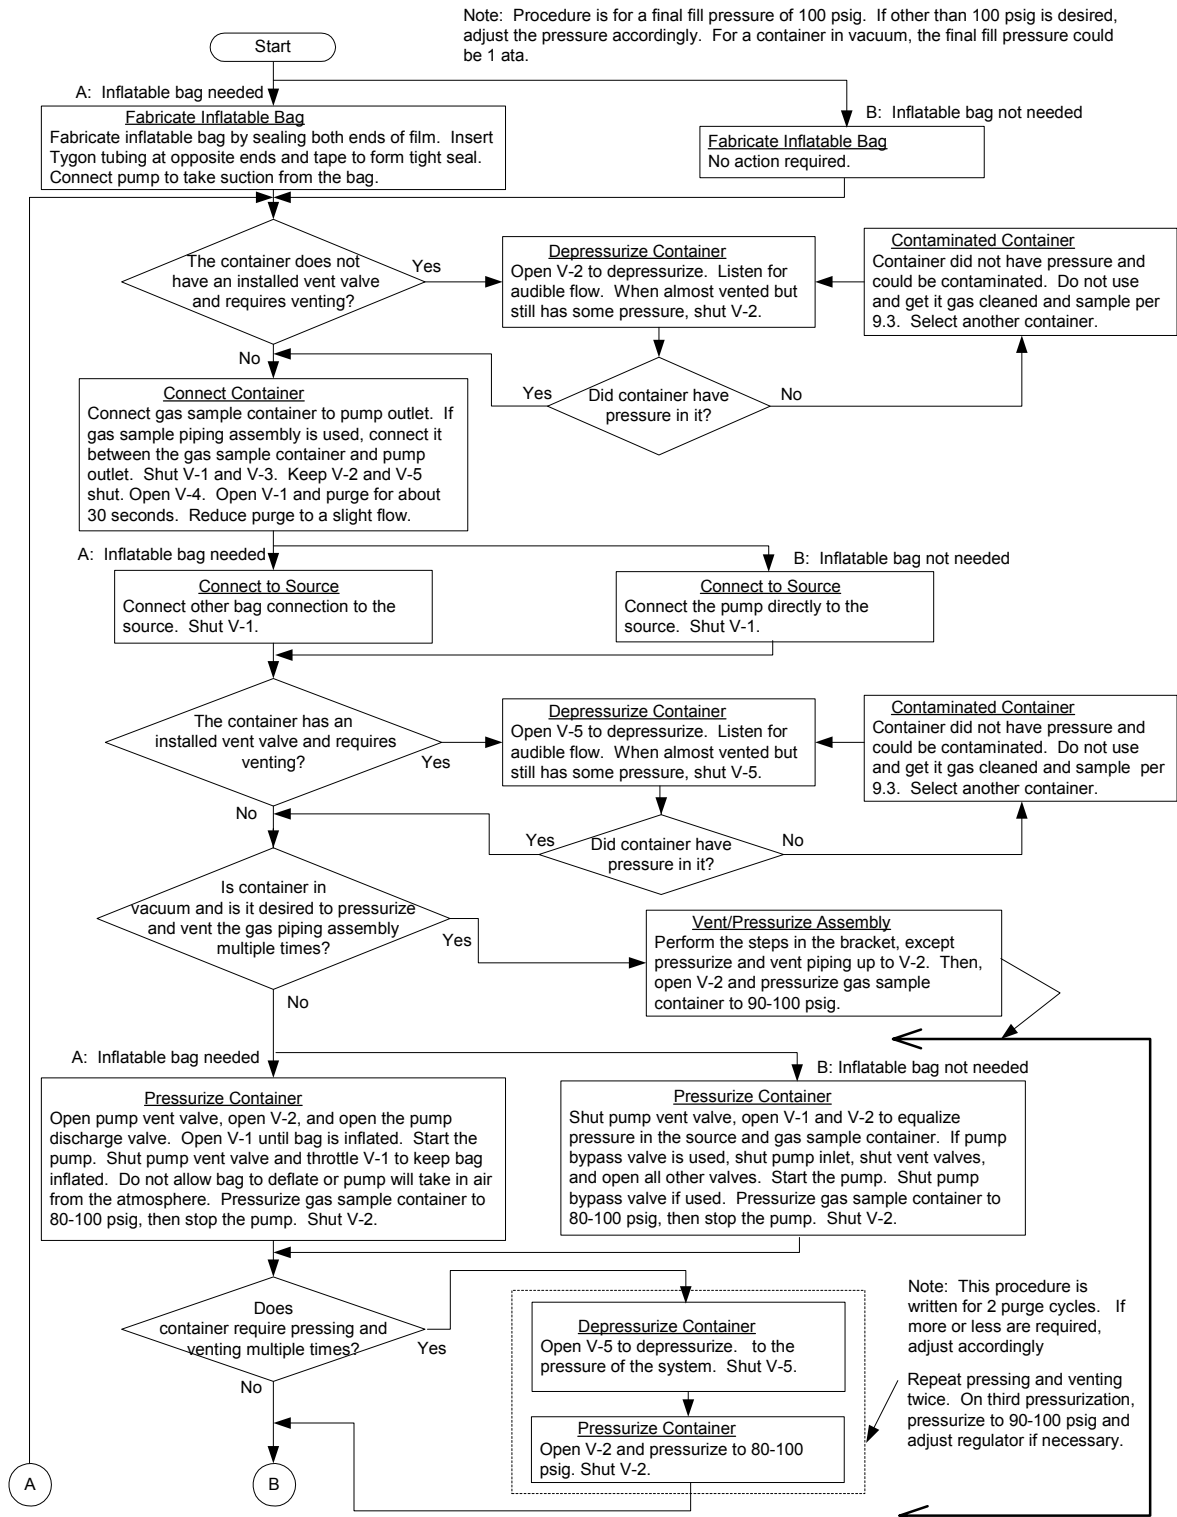 Note: Procedure is for a final fill pressure of 100 psig. If other than 100 psig is desired,
adjust the pressure accordingly. For a container in vacuum, the final fill pressure could
be 1 ata.
Start
A: Inflatable bag needed
B: Inflatable bag not needed
Fabricate Inflatable Bag
Fabricate inflatable bag by sealing both ends of film. Insert
Tygon tubing at opposite ends and tape to form tight seal.
Connect pump to take suction from the bag.
Fabricate Inflatable Bag
No action required.
The container does not
have an installed vent valve
and requires venting?
Yes
No
Depressurize Container
Open V-2 to depressurize. Listen for
audible flow. When almost vented but
still has some pressure, shut V-2.
Contaminated Container
Container did not have pressure and
could be contaminated. Do not use
and get it gas cleaned and sample per
9.3. Select another container.
Did container have
pressure in it?
Yes
No
Connect Container
Connect gas sample container to pump outlet. If
gas sample piping assembly is used, connect it
between the gas sample container and pump
outlet. Shut V-1 and V-3. Keep V-2 and V-5
shut. Open V-4. Open V-1 and purge for about
30 seconds. Reduce purge to a slight flow.
A: Inflatable bag needed
B: Inflatable bag not needed
Connect to Source
Connect other bag connection to the
source. Shut V-1.
Connect to Source
Connect the pump directly to the
source. Shut V-1.
The container has an
installed vent valve and requires
venting?
Yes
No
Depressurize Container
Open V-5 to depressurize. Listen for
audible flow. When almost vented but
still has some pressure, shut V-5.
Contaminated Container
Container did not have pressure and
could be contaminated. Do not use
and get it gas cleaned and sample per
9.3. Select another container.
Did container have
pressure in it?
Yes
No
Is container in
vacuum and is it desired to pressurize
and vent the gas piping assembly
multiple times?
Yes
No
Vent/Pressurize Assembly
Perform the steps in the bracket, except
pressurize and vent piping up to V-2. Then,
open V-2 and pressurize gas sample
container to 90-100 psig.
A: Inflatable bag needed
B: Inflatable bag not needed
Pressurize Container
Open pump vent valve, open V-2, and open the pump
discharge valve. Open V-1 until bag is inflated. Start the
pump. Shut pump vent valve and throttle V-1 to keep bag
inflated. Do not allow bag to deflate or pump will take in air
from the atmosphere. Pressurize gas sample container to
80-100 psig, then stop the pump. Shut V-2.
Pressurize Container
Shut pump vent valve, open V-1 and V-2 to equalize
pressure in the source and gas sample container. If pump
bypass valve is used, shut pump inlet, shut vent valves,
and open all other valves. Start the pump. Shut pump
bypass valve if used. Pressurize gas sample container to
80-100 psig, then stop the pump. Shut V-2.
Does
container require pressing and
venting multiple times?
Yes
No
Depressurize Container
Open V-5 to depressurize. to the
pressure of the system. Shut V-5.
Pressurize Container
Open V-2 and pressurize to 80-100
psig. Shut V-2.
Note: This procedure is
written for 2 purge cycles. If
more or less are required,
adjust accordingly
Repeat pressing and venting
twice. On third pressurization,
pressurize to 90-100 psig and
adjust regulator if necessary.
A
B